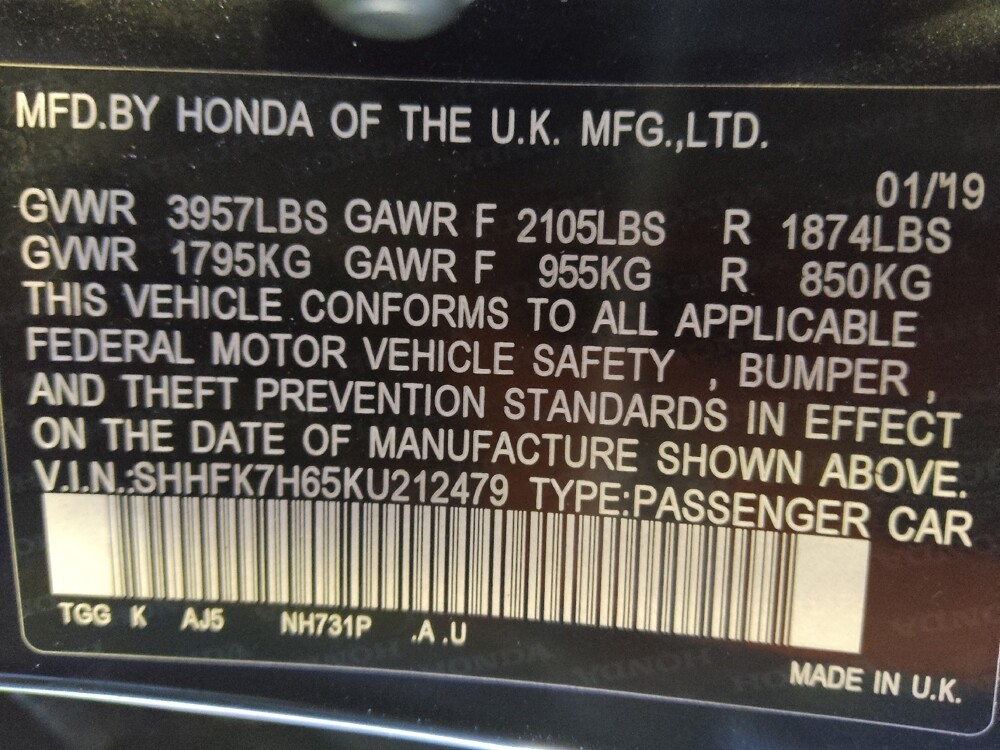 MFD.BY HONDA OF THE U.K. MFG.,LTD.
01/'19
GVWR 3957LBS GAWR F 2105LBS R 1874LBS
GVWR 1795KG GAWR F 955KG R 850KG
THIS VEHICLE CONFORMS TO ALL APPLICABLE
FEDERAL MOTOR VEHICLE SAFETY , BUMPER ,
AND THEFT PREVENTION STANDARDS IN EFFECT
ON THE DATE OF MANUFACTURE SHOWN ABOVE.
V.I.N.:SHHFK7H65KU212479 TYPE:PASSENGER CAR
TGG K AJ5 NH731P .A .U
MADE IN U.K.